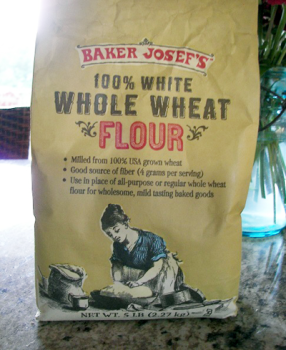 BAKER JOSEF'S
100% WHITE
WHOLE WHEAT
FLOUR
• Milled from 100% USA grown wheat
• Good source of fiber (4 grams per serving)
• Use in place of all-purpose or regular whole wheat
flour for wholesome, mild tasting baked goods
NET WT. 5 LB (2.27 kg)